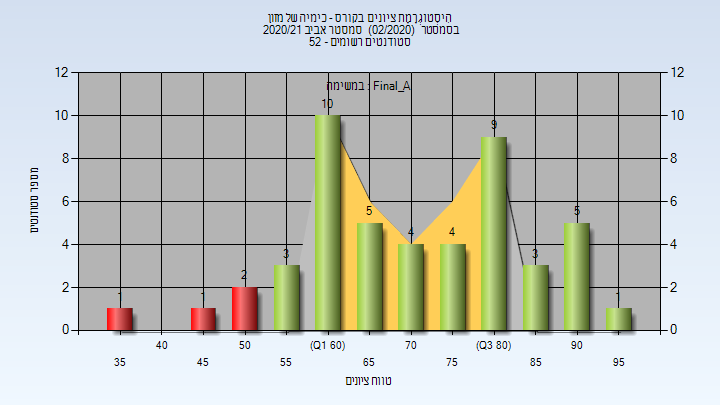 היסטוגרמת ציונים בקורס - כימיה של מזון
בסמסטר (02/2020) סמסטר אביב 2020/21
סטודנטים רשומים - 52
במשימה : Final_A
מספר סטודנטים
12 12
10 10
8 8
6 6
4 4
2 2
0 0
1 1 2 3 10 5 4 4 9 3 5 1
40 50 (Q1 60) 70 (Q3 80) 90
35 45 55 65 75 85 95
טווח ציונים